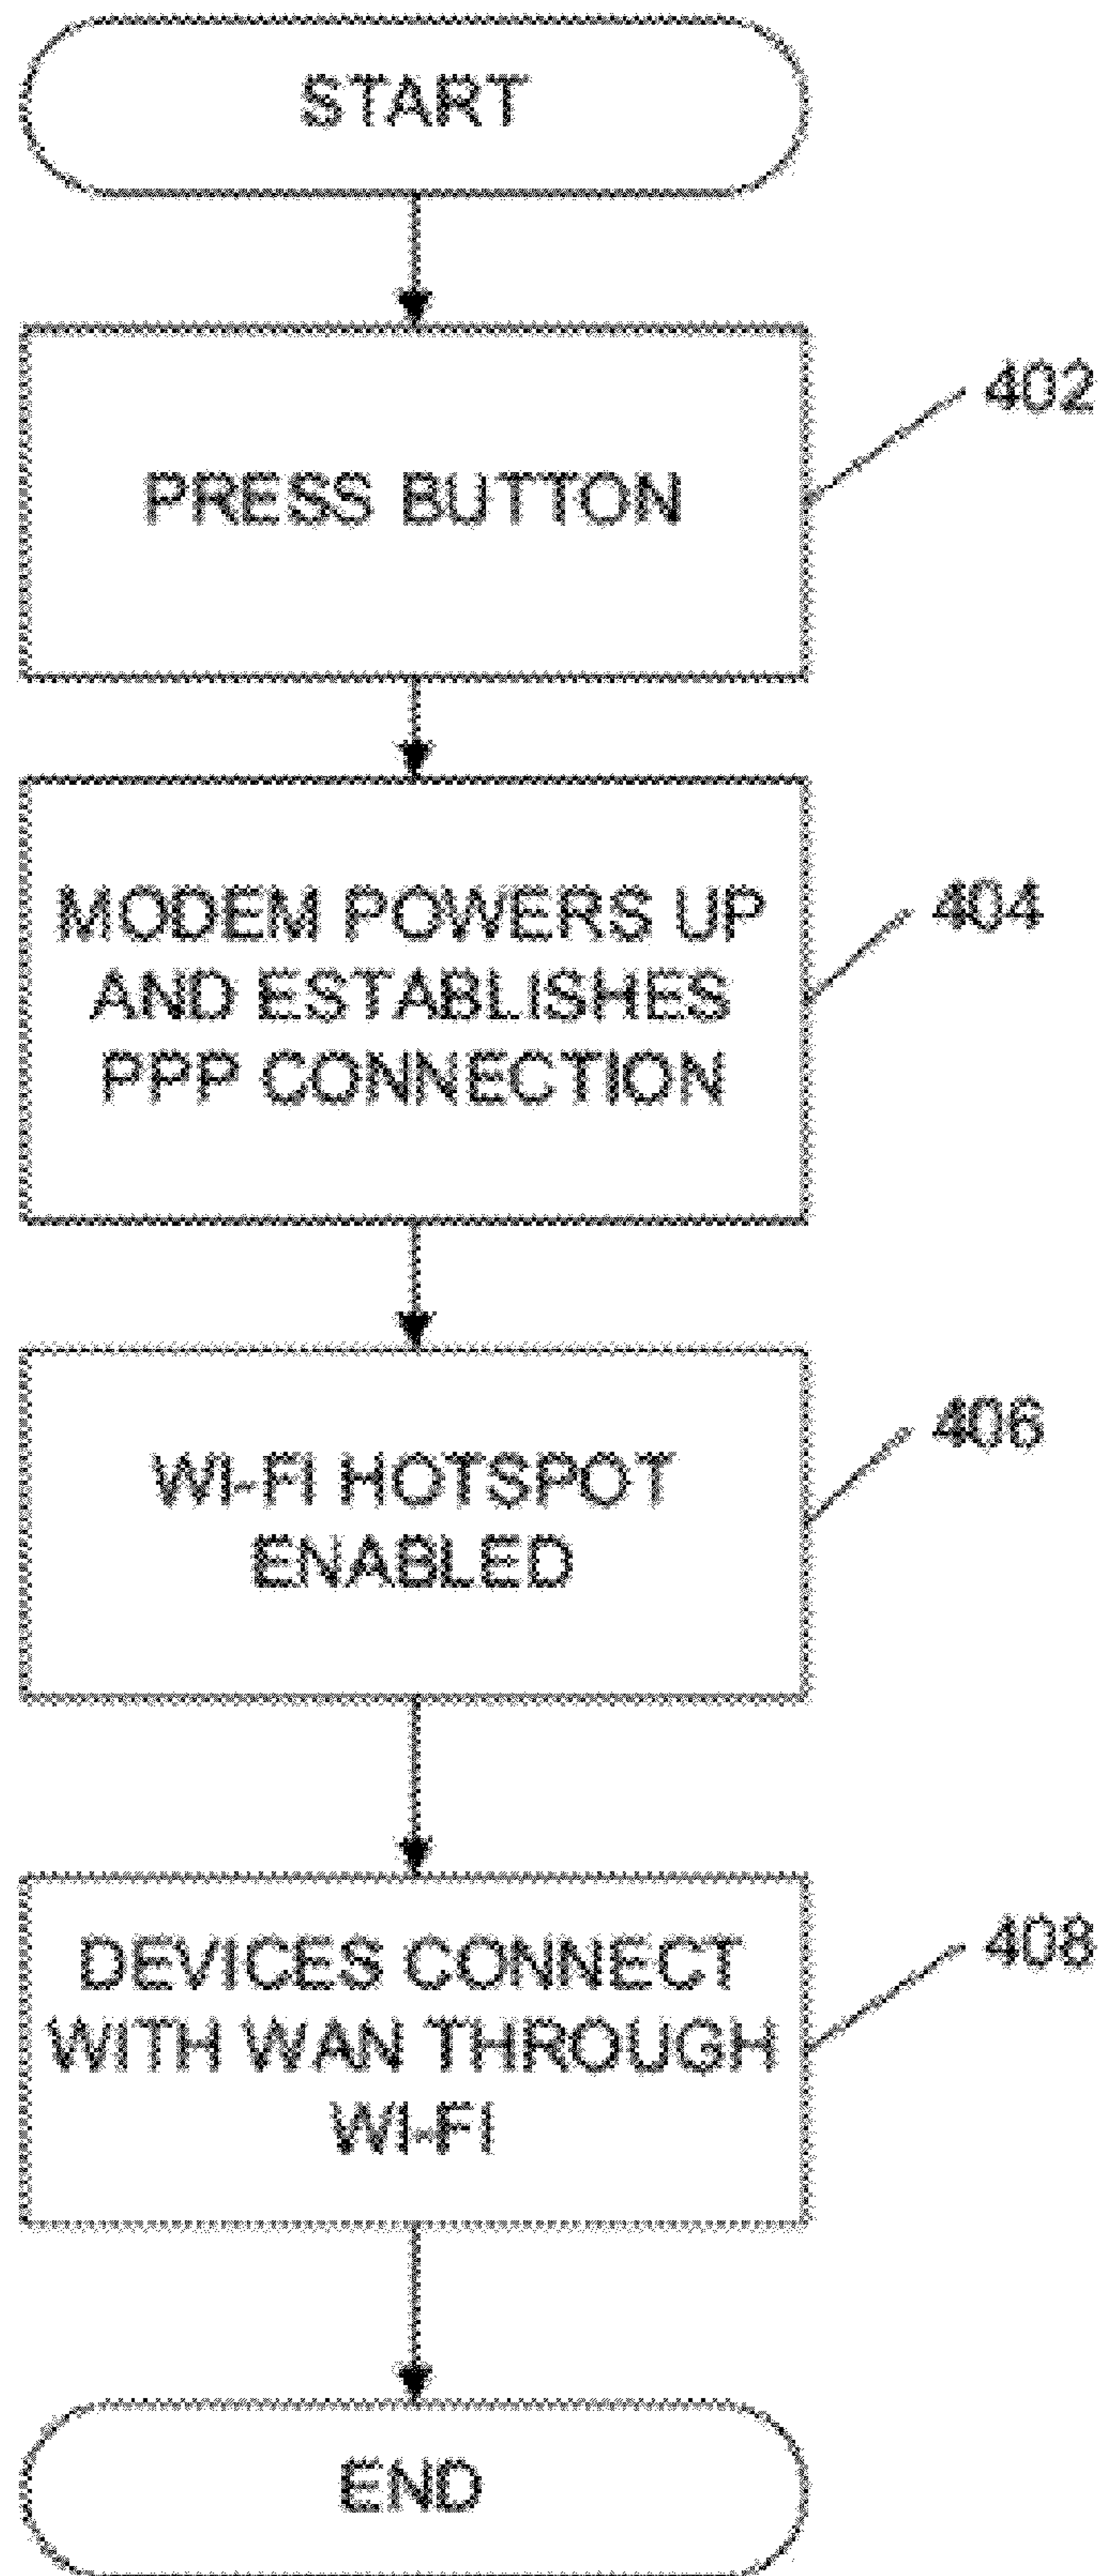 START
PRESS BUTTON
402
MODEM POWERS UP
AND ESTABLISHES
PPP CONNECTION
404
WI-FI HOTSPOT
ENABLED
406
DEVICES CONNECT
WITH WAN THROUGH
WI-FI
408
END